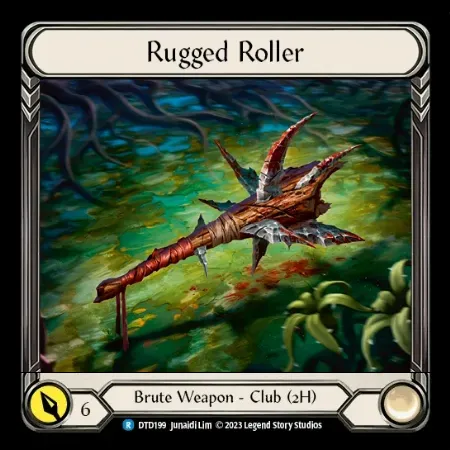 Rugged Roller
6
Brute Weapon - Club (2H)
R DTD199 Junaidi Lim © 2023 Legend Story Studios